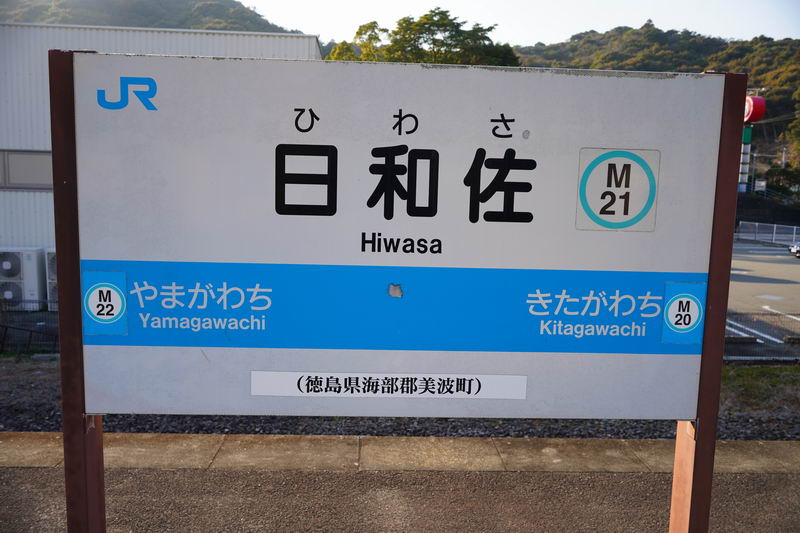 JR
ひわさ
日和佐
M
21
Hiwasa
M
22
やまがわち
Yamagawachi
きたがわち
Kitagawachi
M
20
（徳島県海部郡美波町）